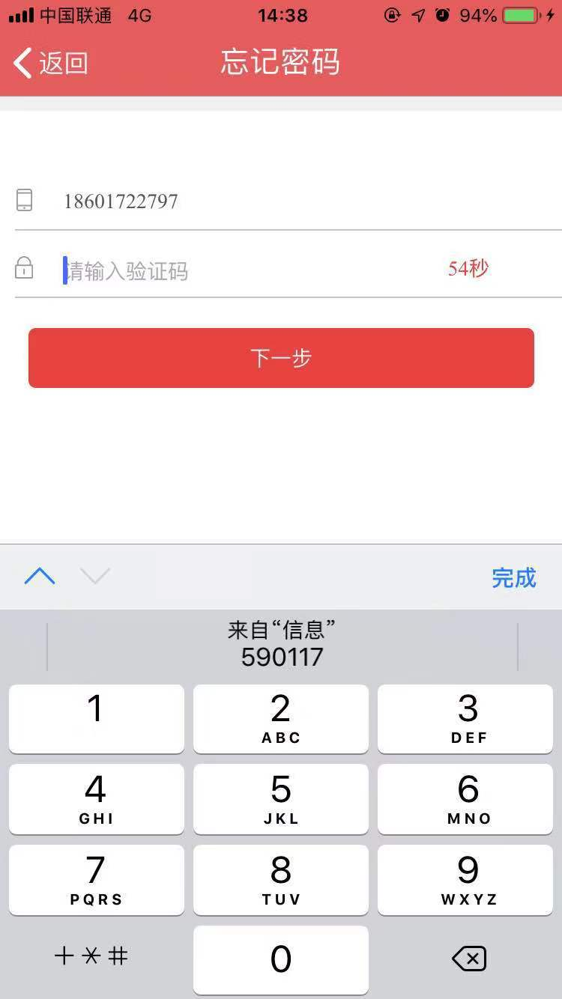 中国联通 4G 14:38 94%
返回 忘记密码
18601722797
请输入验证码 54秒
下一步
完成
来自“信息”
590117
1 2 3
ABC DEF
4 5 6
GHI JKL MNO
7 8 9
PQRS TUV WXYZ
+*# 0